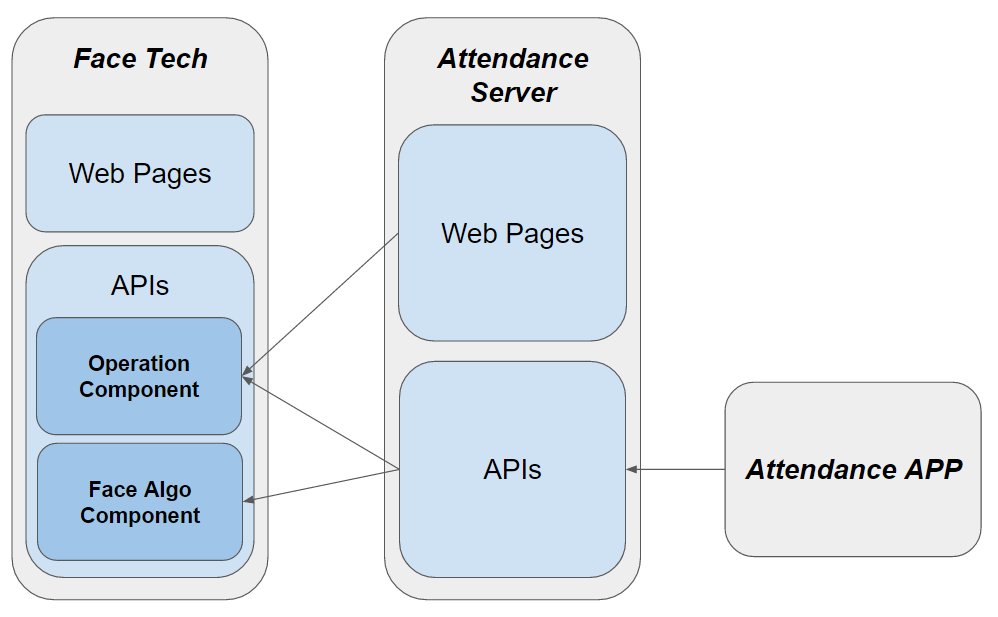 Face Tech
Web Pages
APIs
Operation
Component
Face Algo
Component
Attendance
Server
Web Pages
APIs
Attendance APP